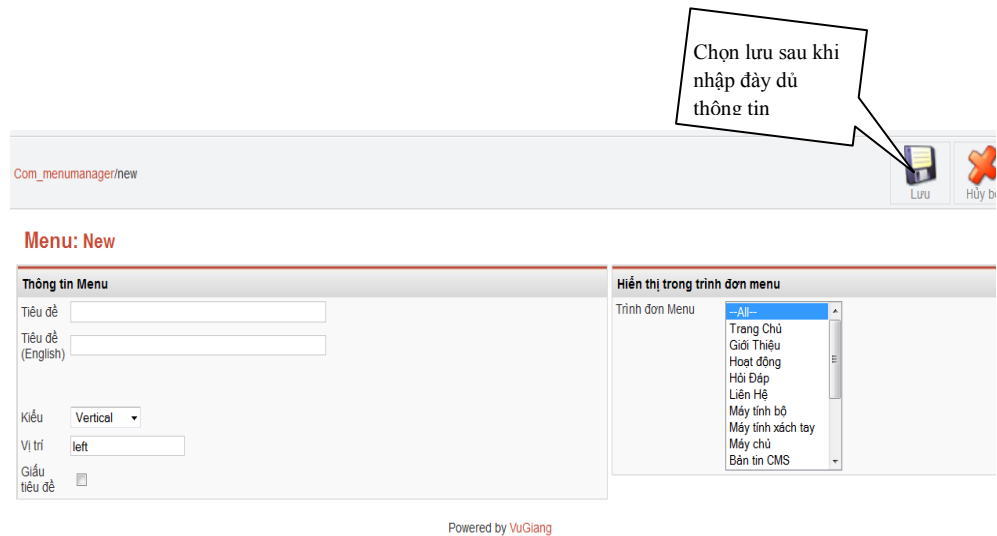 Chọn lưu sau khi
nhập đày dủ
thông tin
Com_menumanager/new
Lưu
Hủy b
Menu: New
Thông tin Menu
Tiêu đề
Tiêu đề
(English)
Kiểu
Vertical
Vị trí
left
Giấu
tiêu đề
Hiển thị trong trình đơn menu
Trình đơn Menu
--All--
Trang Chủ
Giới Thiệu
Hoạt động
Hỏi Đáp
Liên Hệ
Máy tính bộ
Máy tính xách tay
Máy chủ
Bản tin CMS
Powered by VuGiang